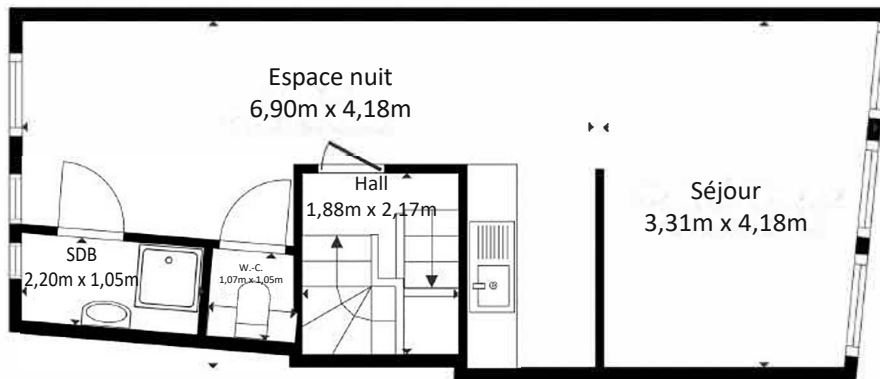 Espace nuit
6,90m x 4,18m
Hall
1,88m x 2,17m
Séjour
3,31m x 4,18m
SDB
2,20m x 1,05m
W.-C.
1,07m x 1,05m